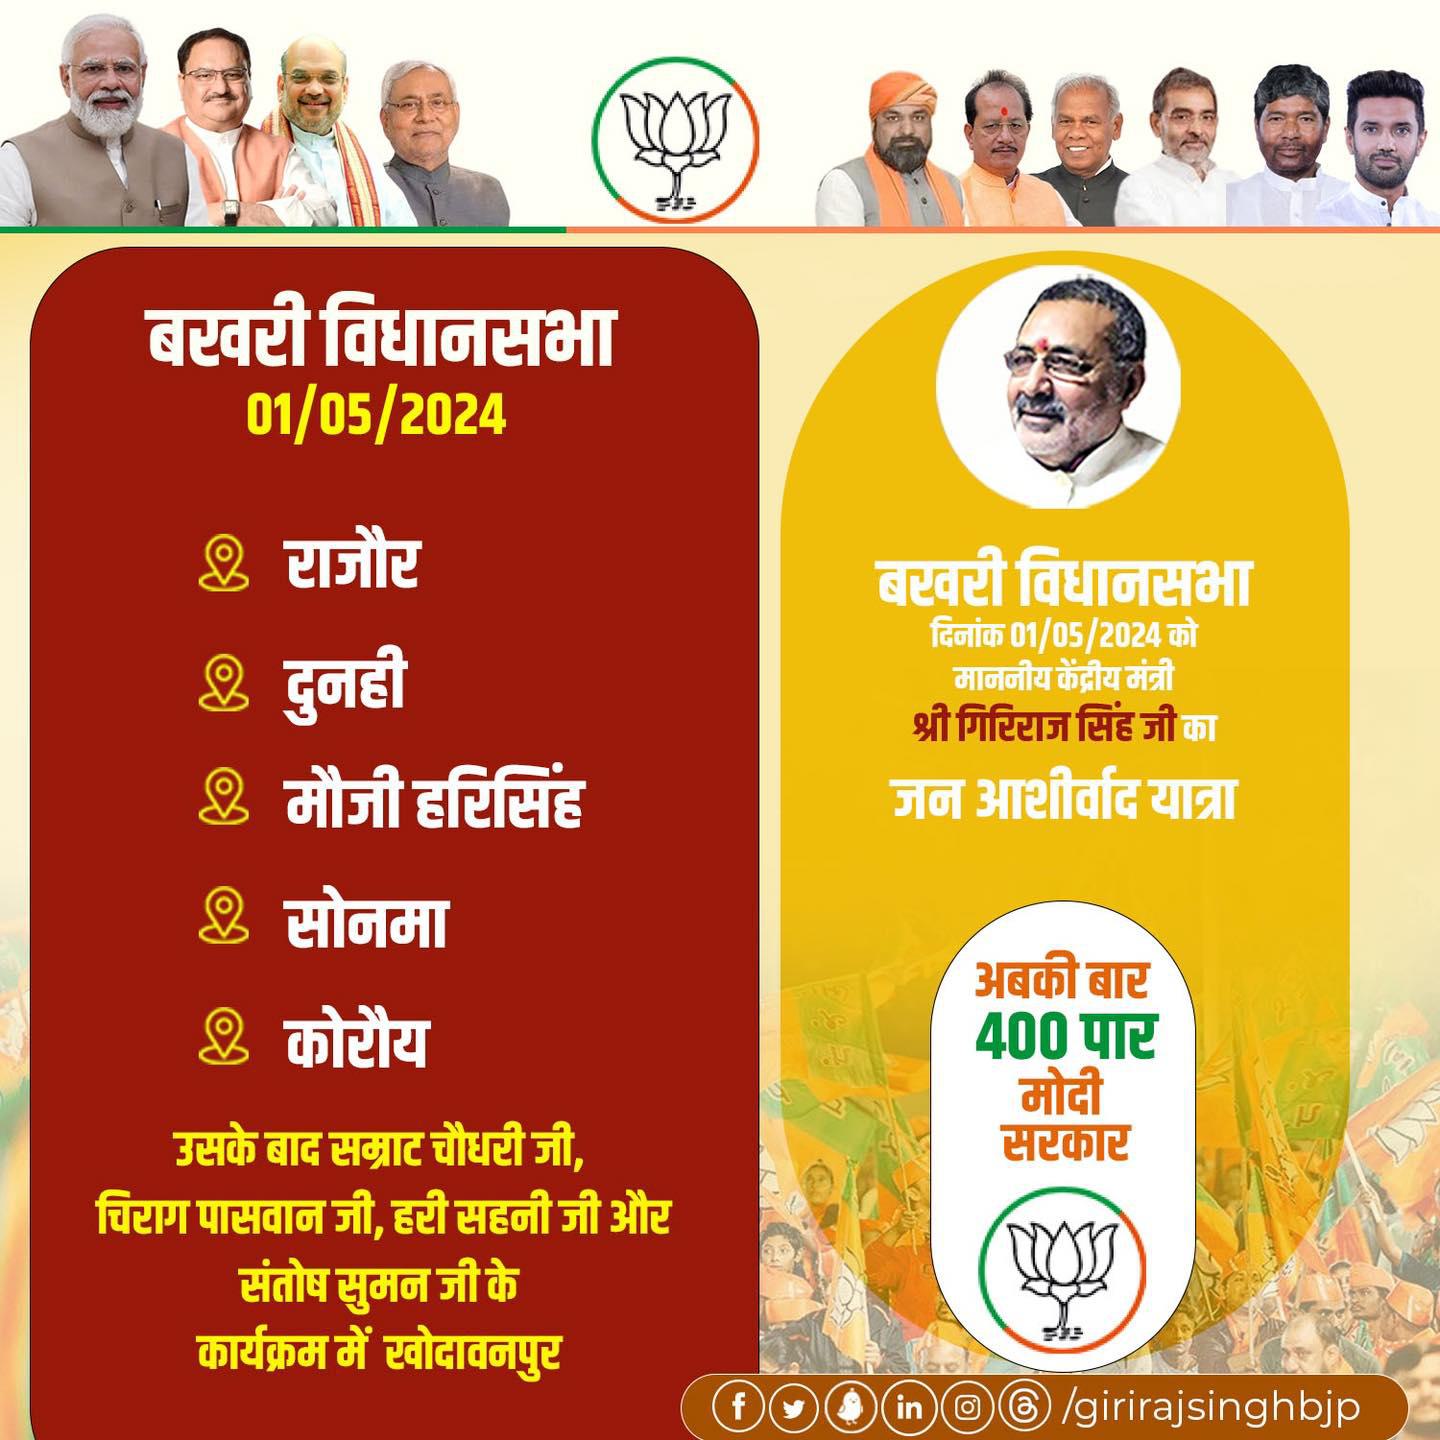 बखरी विधानसभा
01/05/2024
राजौर
दुनही
मौजी हरिसिंह
सोनमा
कोरौय
उसके बाद सम्राट चौधरी जी,
चिराग पासवान जी, हरी सहनी जी और
संतोष सुमन जी के
कार्यक्रम में खोदावनपुर
बखरी विधानसभा
दिनांक 01/05/2024 को
माननीय केंद्रीय मंत्री
श्री गिरिराज सिंह जी का
जन आशीर्वाद यात्रा
अबकी बार
400 पार
मोदी
सरकार
/girirajsinghbjp